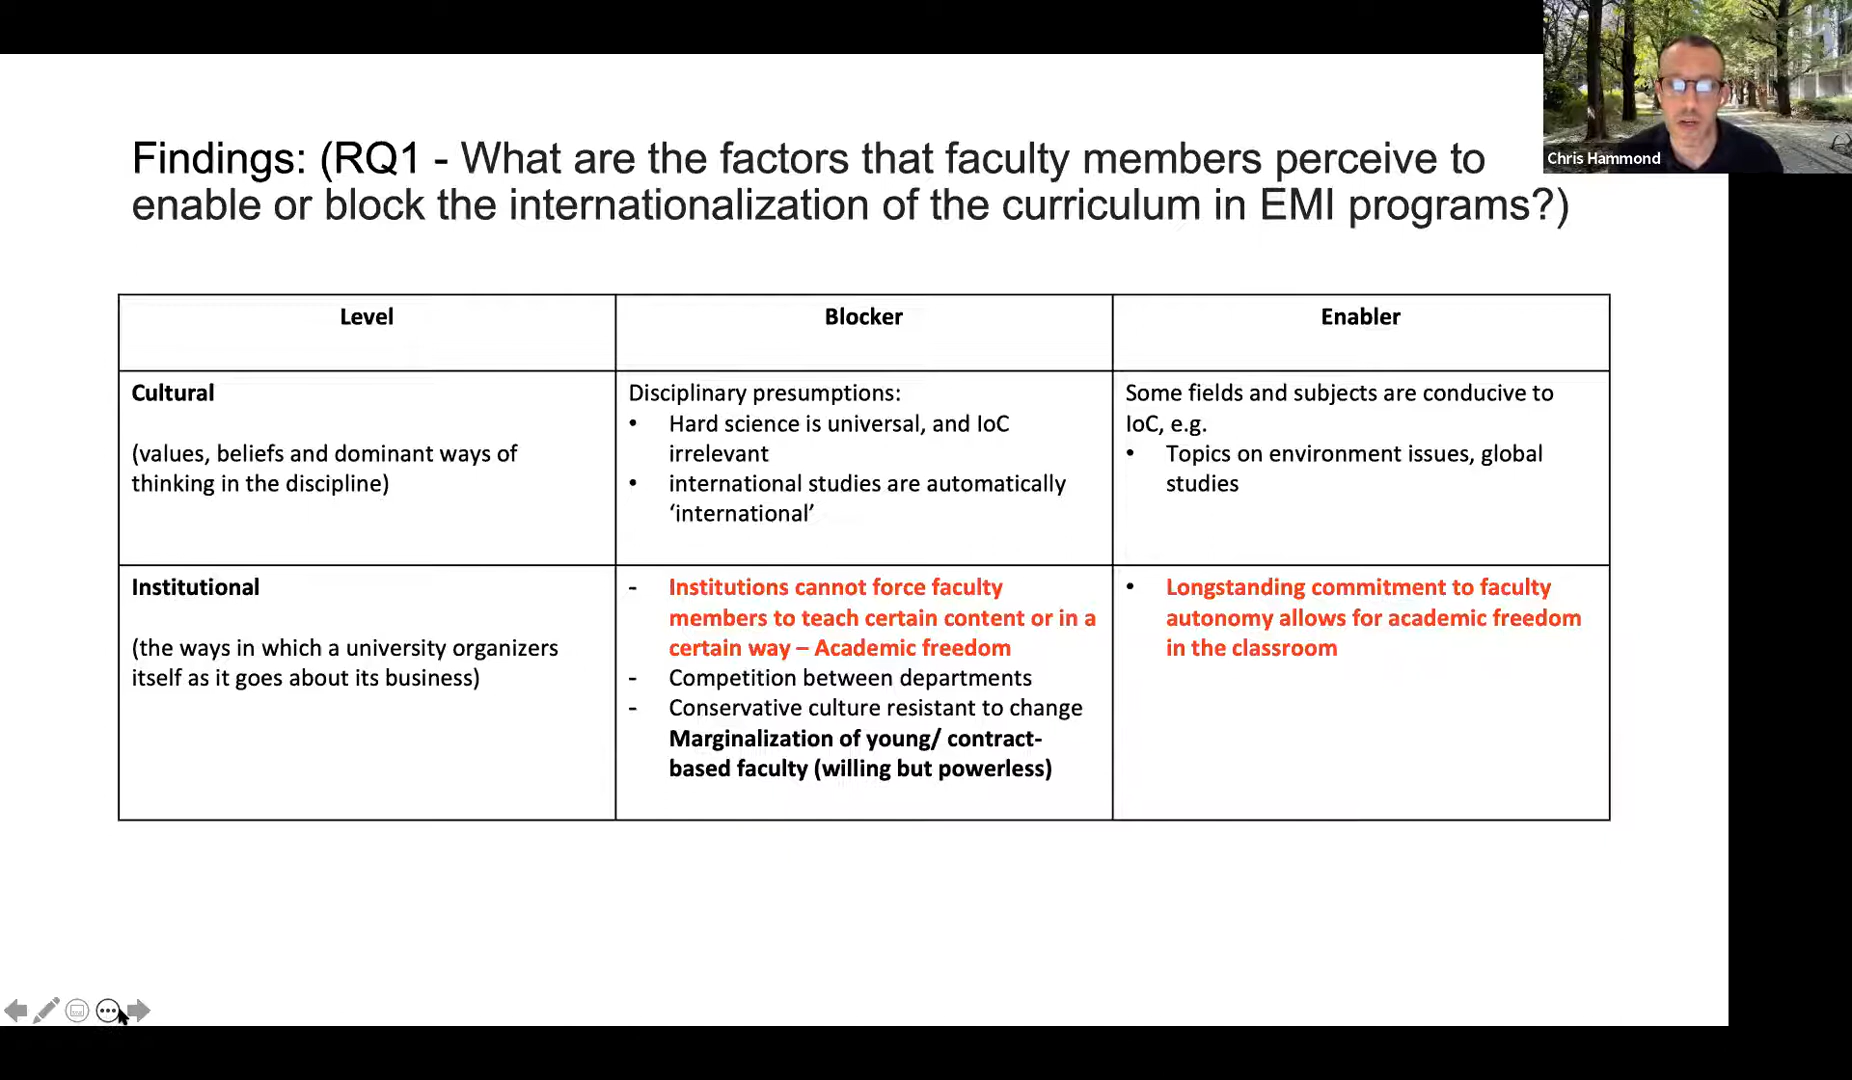 Chris Hammond
Findings: (RQ1 - What are the factors that faculty members perceive to
enable or block the internationalization of the curriculum in EMI programs?)
Level
Blocker
Enabler
Cultural
(values, beliefs and dominant ways of
thinking in the discipline)
Disciplinary presumptions:
• Hard science is universal, and IoC
irrelevant
• international studies are automatically
‘international’
Some fields and subjects are conducive to
IoC, e.g.
• Topics on environment issues, global
studies
Institutional
(the ways in which a university organizers
itself as it goes about its business)
- Institutions cannot force faculty
members to teach certain content or in a
certain way – Academic freedom
- Competition between departments
- Conservative culture resistant to change
Marginalization of young/ contract-
based faculty (willing but powerless)
• Longstanding commitment to faculty
autonomy allows for academic freedom
in the classroom